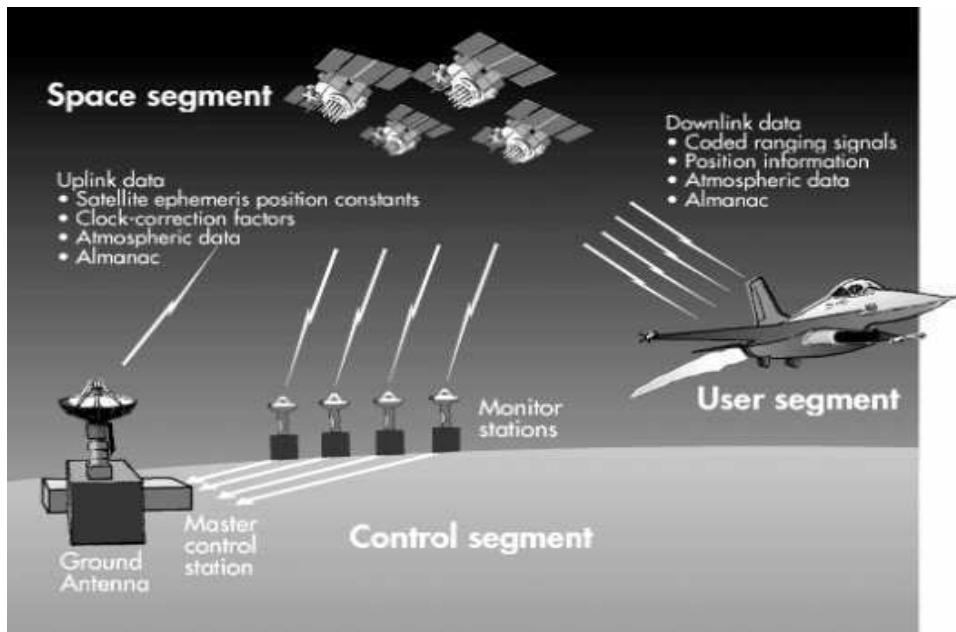 Space segment
Downlink data
• Coded ranging signals
• Position information
• Atmospheric data
• Almanac
Uplink data
• Satellite ephemeris position constants
• Clock-correction factors
• Atmospheric data
• Almanac
User segment
Monitor
stations
Control segment
Master
control
station
Ground
Antenna